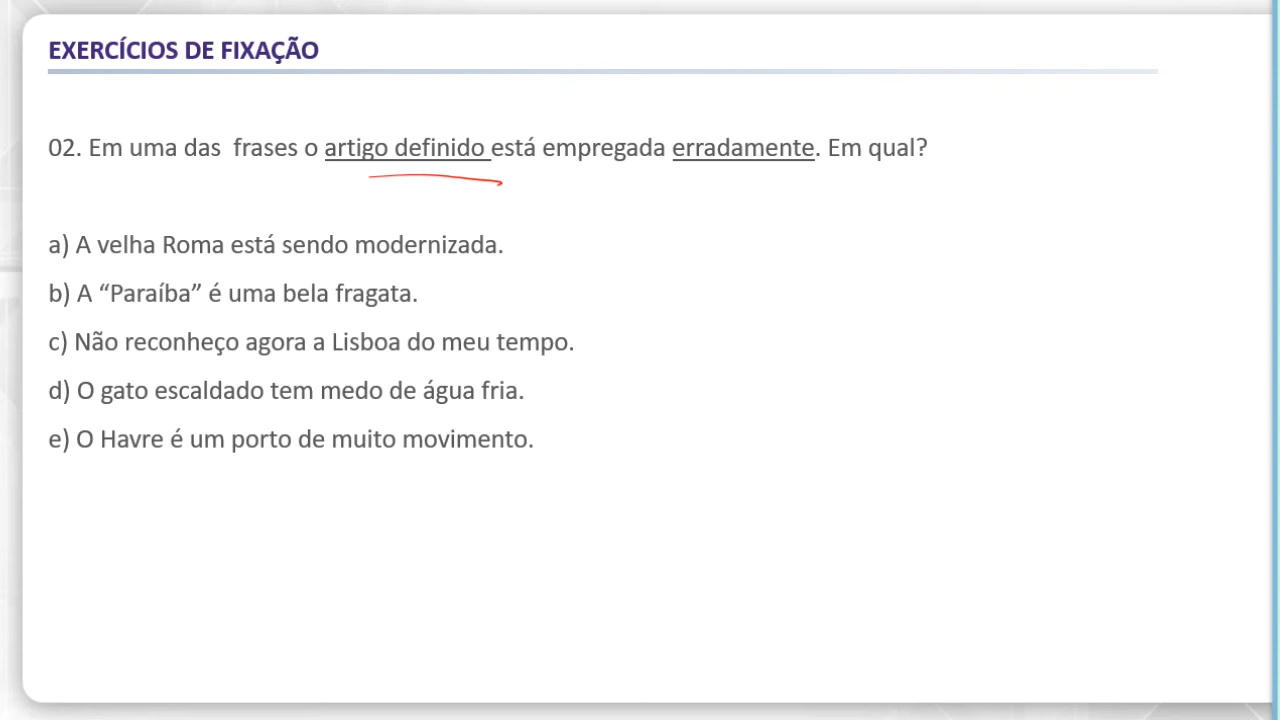 EXERCÍCIOS DE FIXAÇÃO
02. Em uma das  frases o artigo definido está empregada erradamente. Em qual?
a) A velha Roma está sendo modernizada.
b) A “Paraíba” é uma bela fragata.
c) Não reconheço agora a Lisboa do meu tempo.
d) O gato escaldado tem medo de água fria.
e) O Havre é um porto de muito movimento.